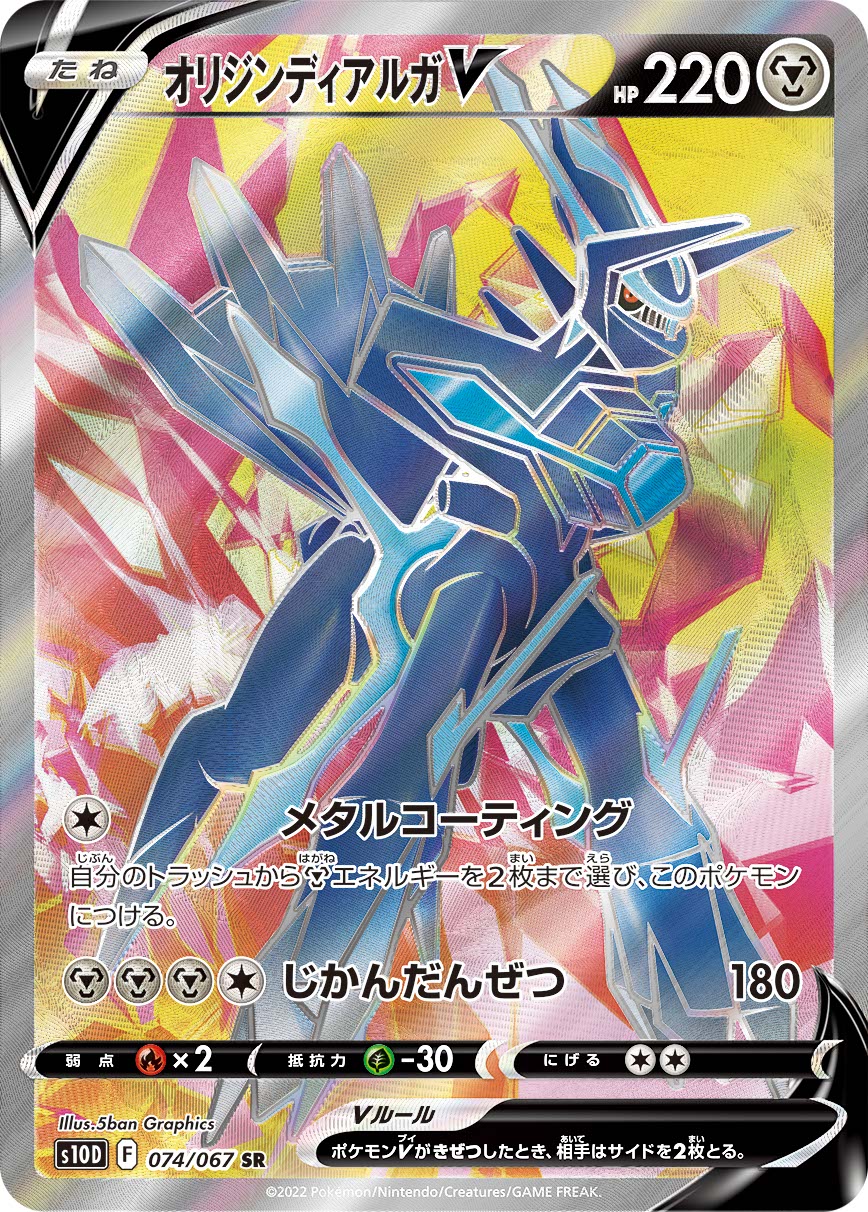 たね オリジンディアルガV HP 220
メタルコーティング
自分のトラッシュからエネルギーを2枚まで選び、このポケモン
につける。
じかんだんぜつ 180
弱点 ×2 抵抗力 -30 にげる
Illus.5ban Graphics
Vルール
ポケモンVがきぜつしたとき、相手はサイドを2枚とる。
s10D F 074/067 SR
©2022 Pokémon/Nintendo/Creatures/GAME FREAK.